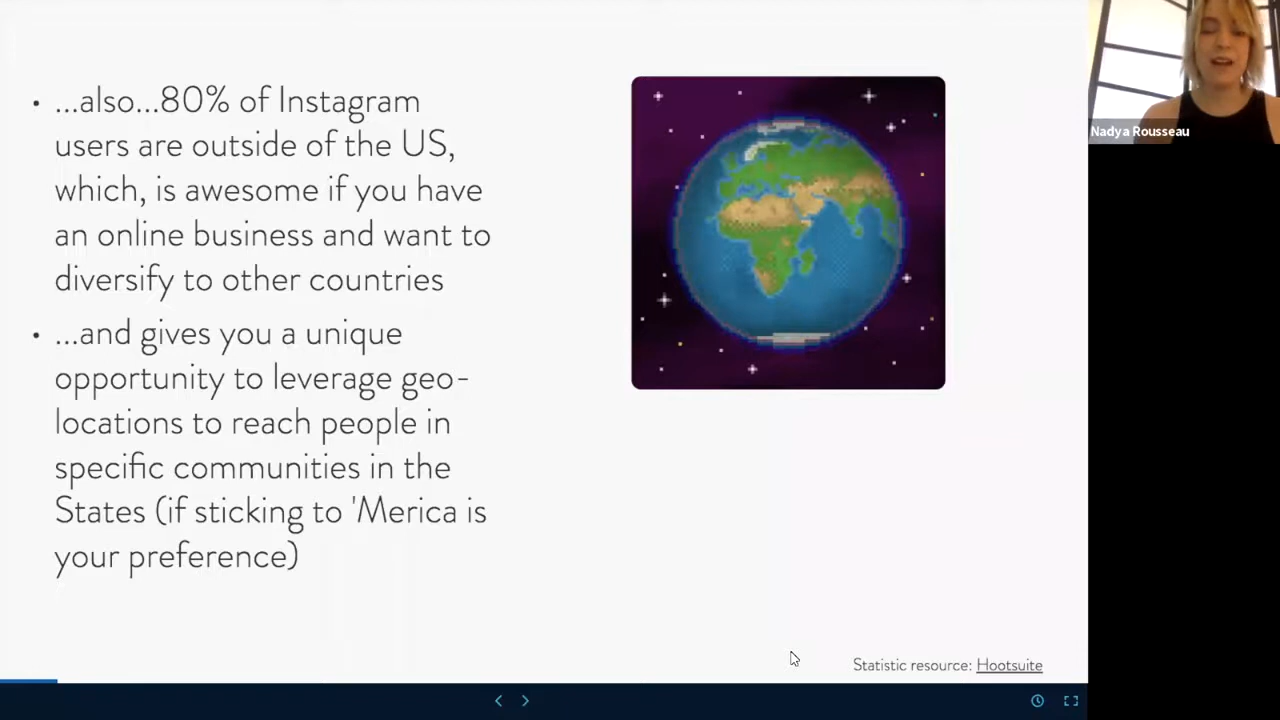 • ...also...80% of Instagram
users are outside of the US,
which, is awesome if you have
an online business and want to
diversify to other countries
• ...and gives you a unique
opportunity to leverage geo-
locations to reach people in
specific communities in the
States (if sticking to 'Merica is
your preference)
Statistic resource: Hootsuite
Nadya Rousseau